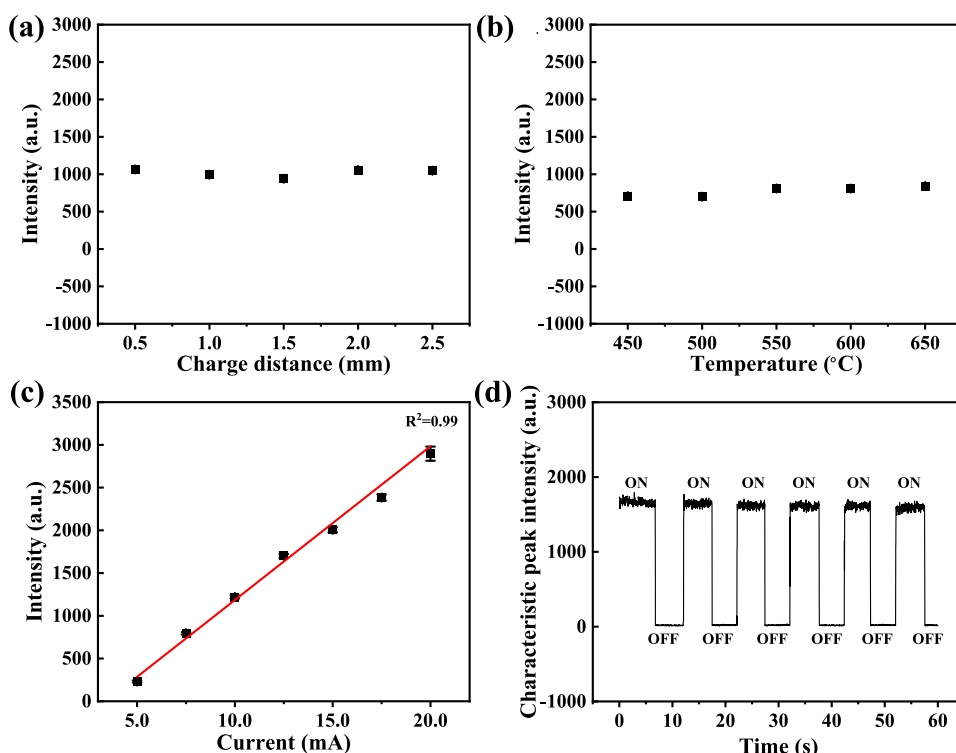 (a)
3000
2500
2000
1500
1000
500
0
-500
-1000
Intensity (a.u.)
0.5 1.0 1.5 2.0 2.5
Charge distance (mm)
(b)
3000
2500
2000
1500
1000
500
0
-500
-1000
Intensity (a.u.)
450 500 550 600 650
Temperature (°C)
(c)
3500
3000
2500
2000
1500
1000
500
0
Intensity (a.u.)
R²=0.99
5.0 10.0 15.0 20.0
Current (mA)
(d)
3000
2000
1000
0
-1000
Characteristic peak intensity (a.u.)
ON ON ON ON ON ON
OFF OFF OFF OFF OFF OFF
0 10 20 30 40 50 60
Time (s)